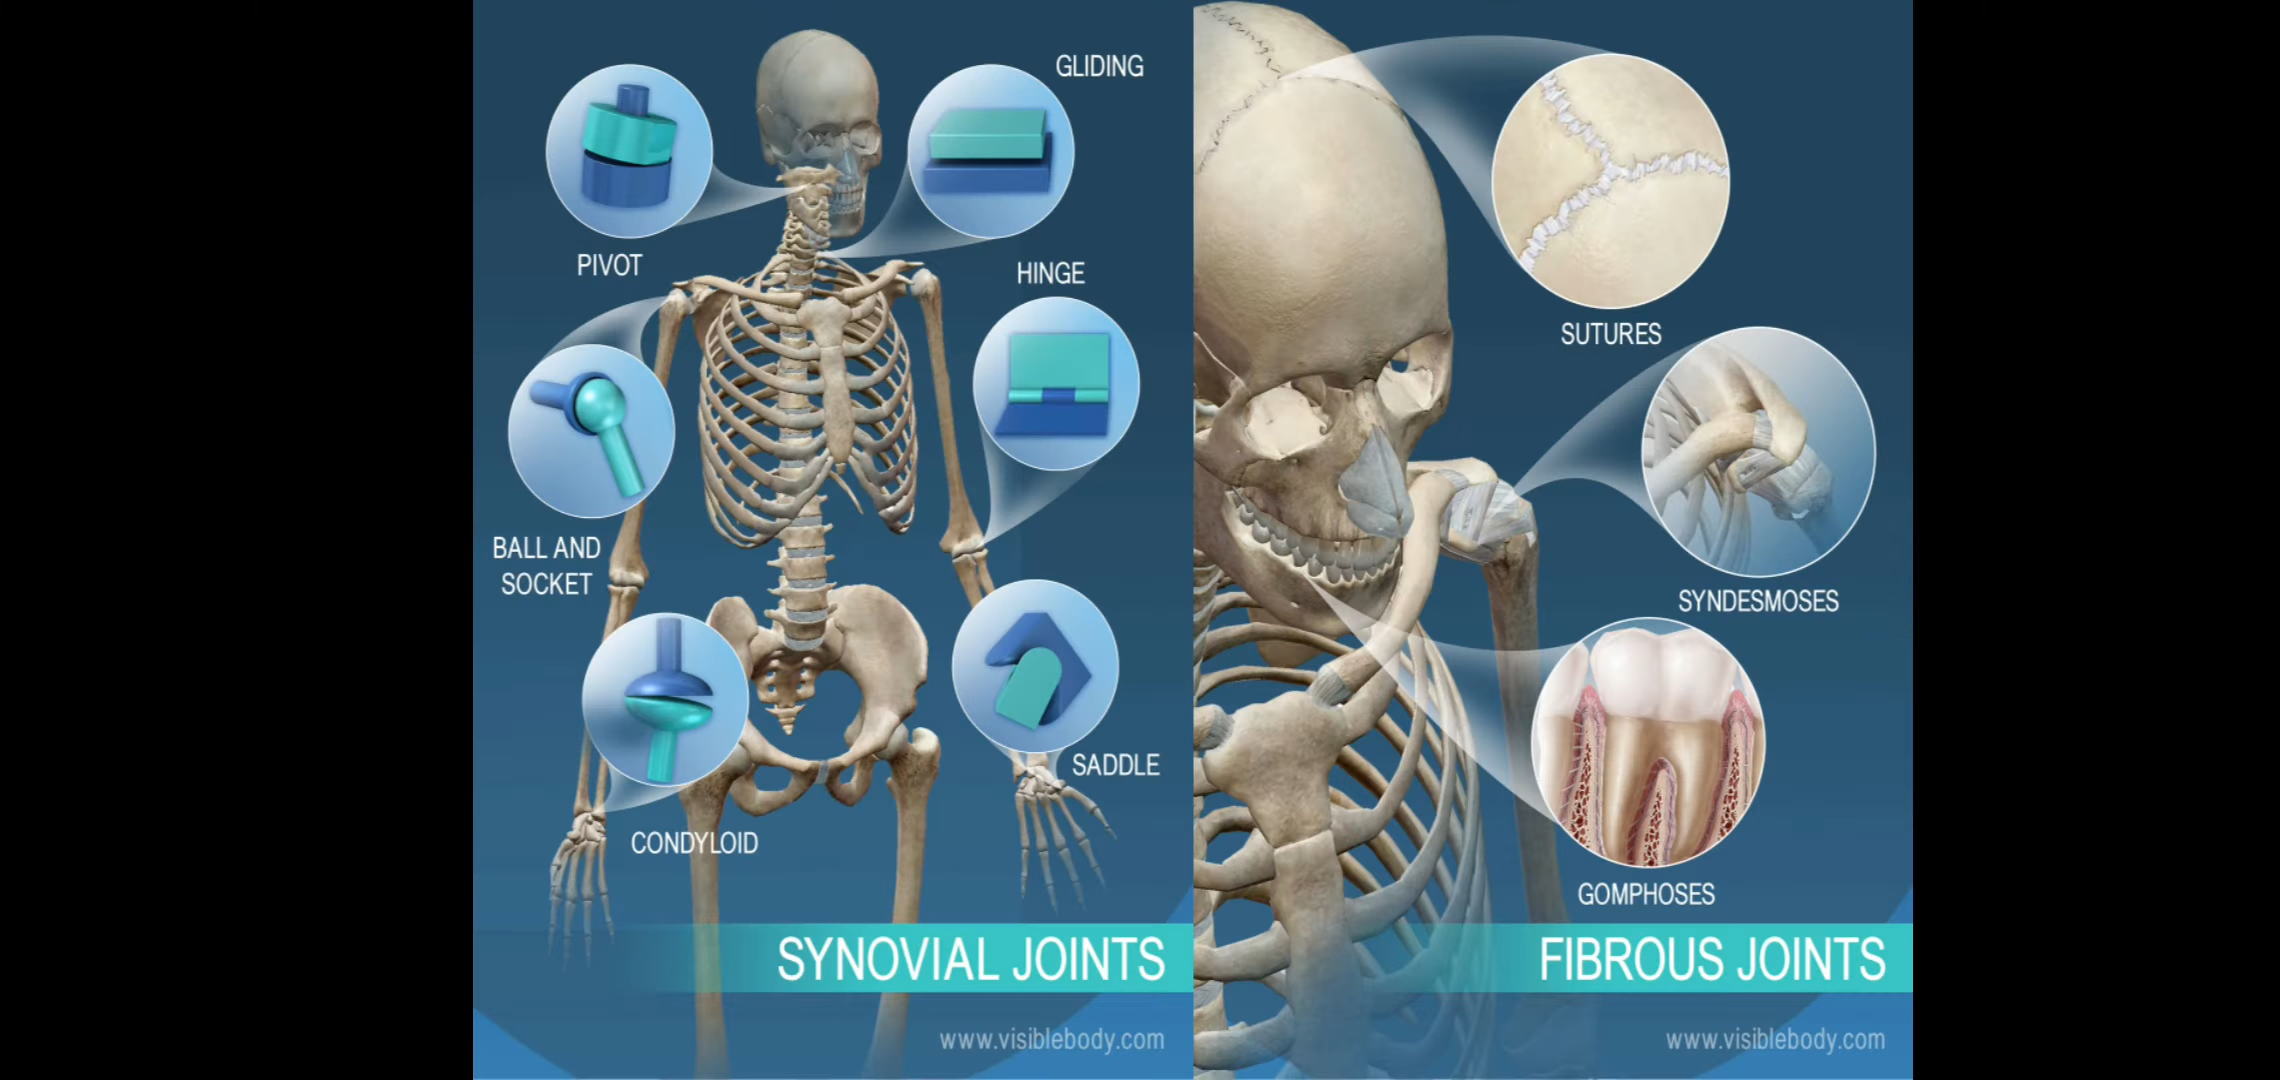 GLIDING
PIVOT
HINGE
BALL AND
SOCKET
SADDLE
CONDYLOID
SYNOVIAL JOINTS
www.visiblebody.com
SUTURES
SYNDESMOSES
GOMPHOSES
FIBROUS JOINTS
www.visiblebody.com